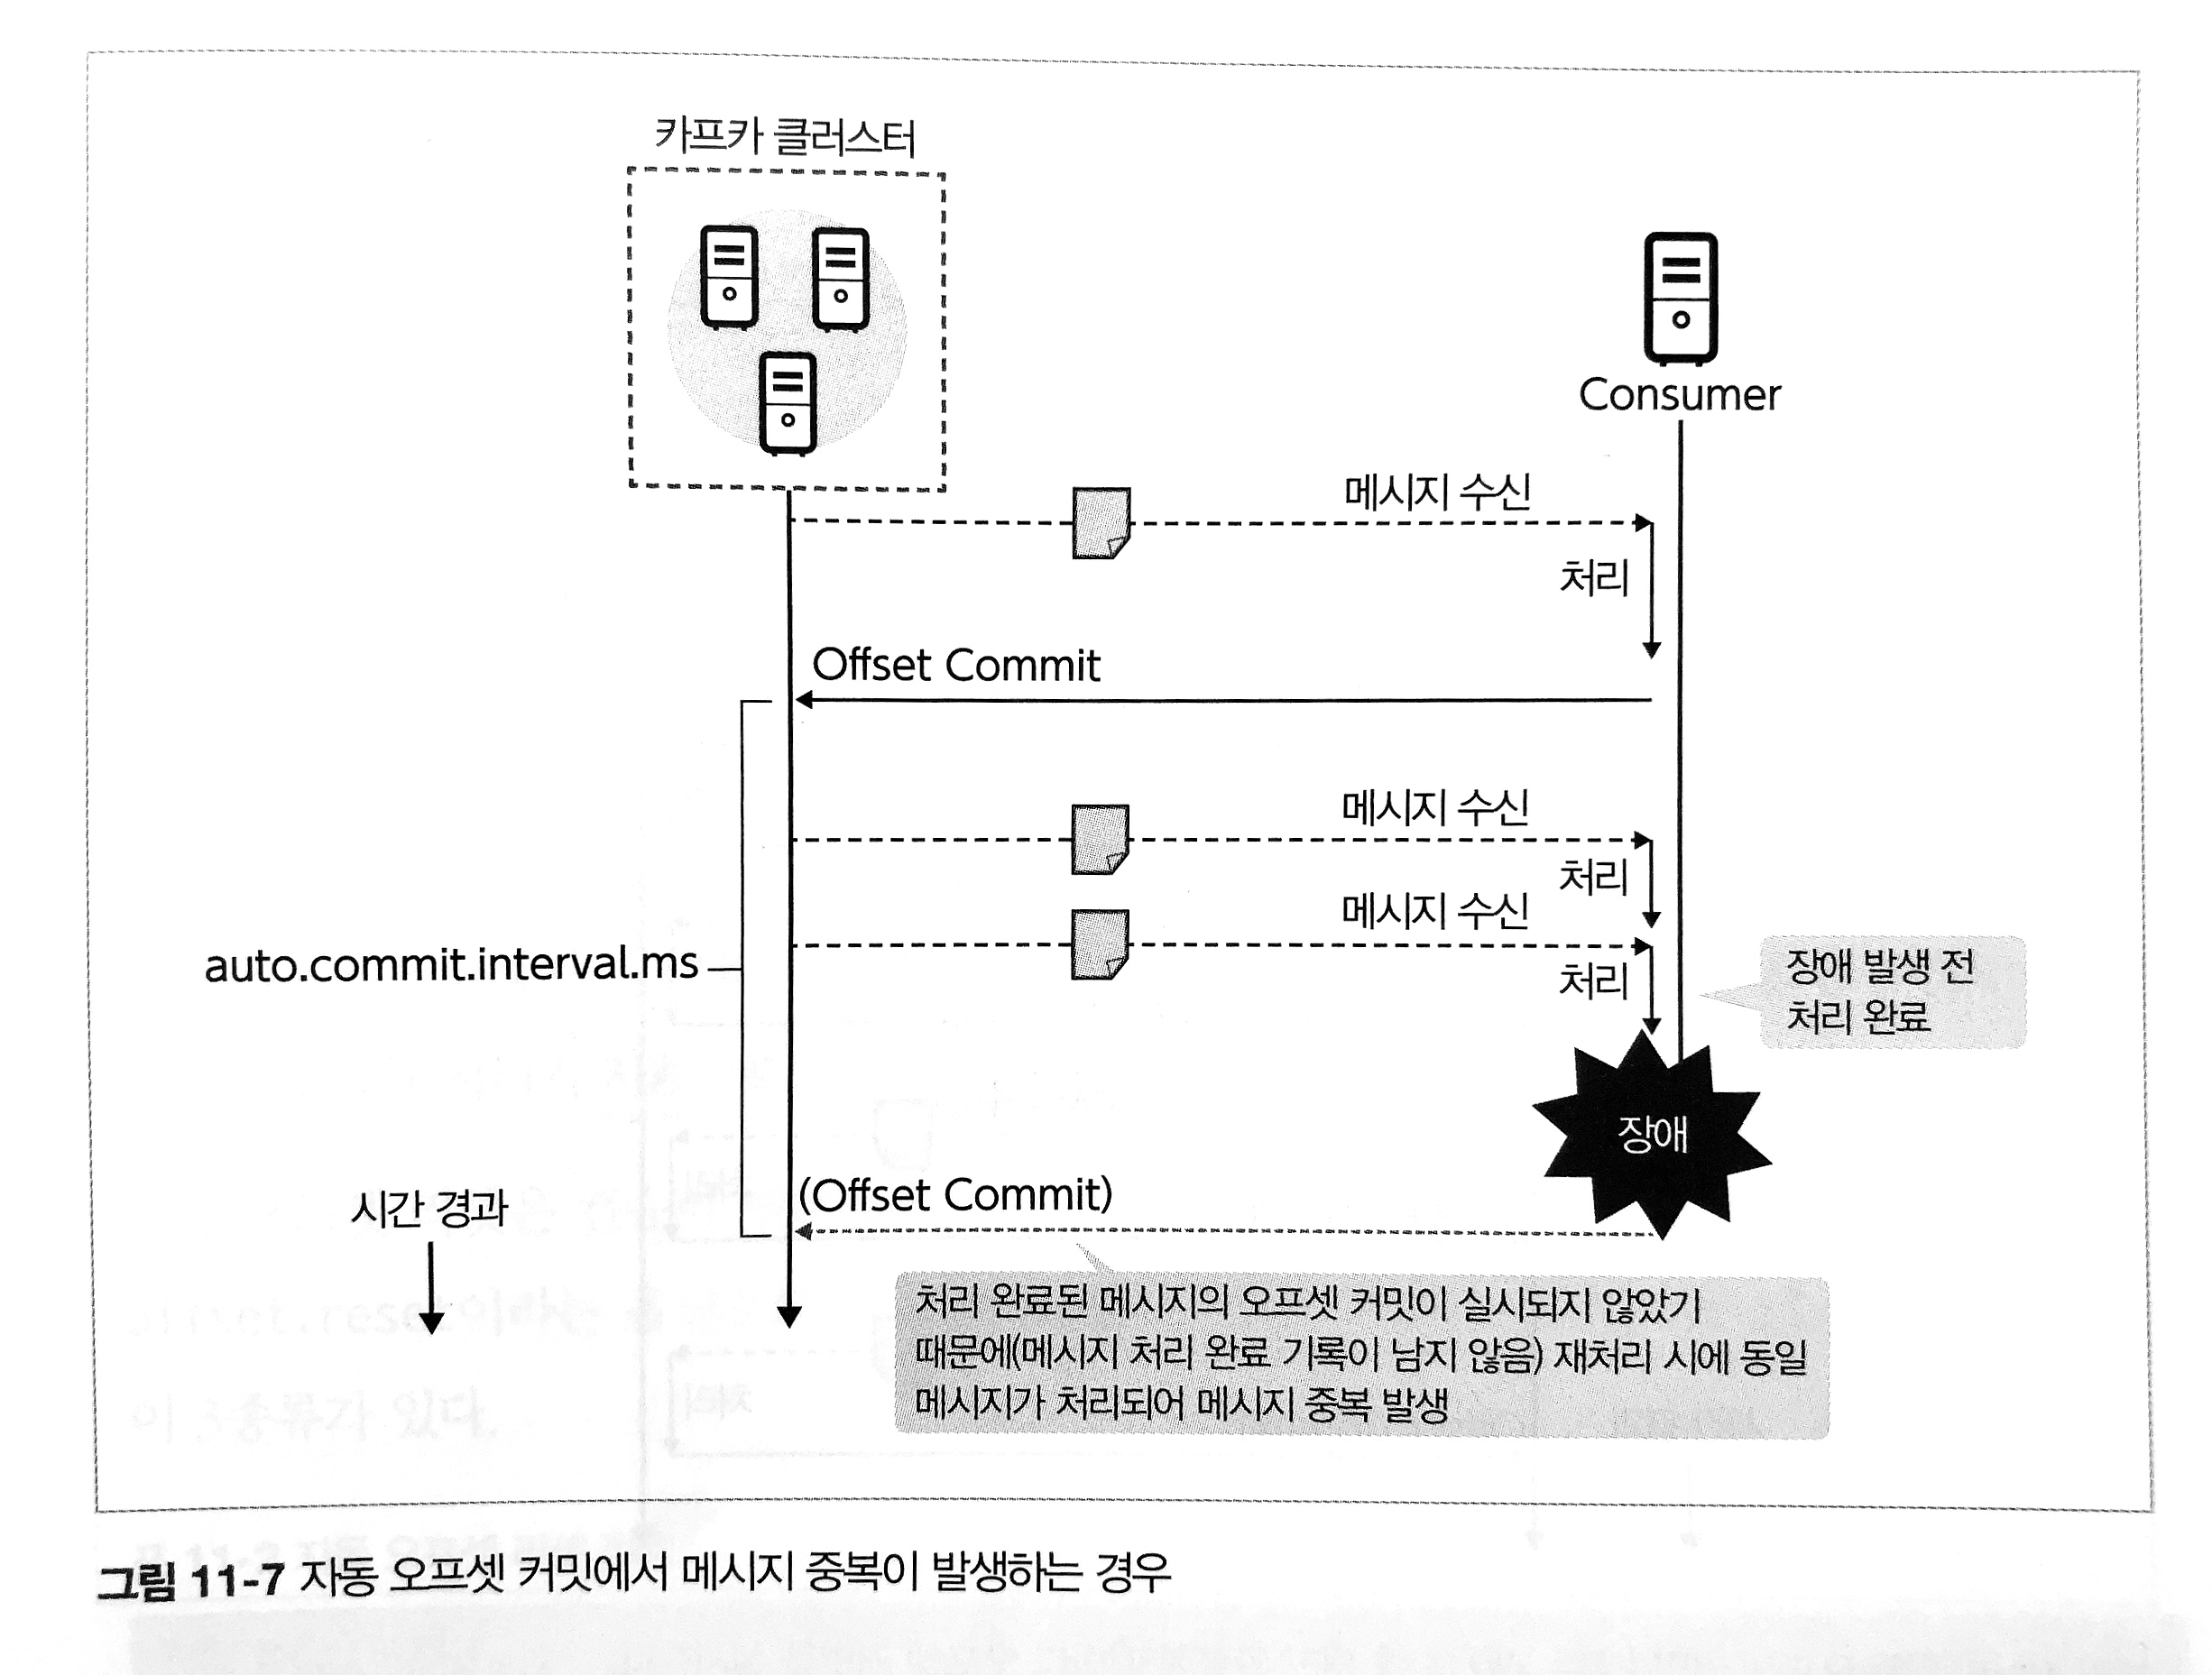 카프카 클러스터
Consumer
메시지 수신
처리
Offset Commit
메시지 수신
처리
메시지 수신
auto.commit.interval.ms
처리
장애 발생 전
처리 완료
장애
시간 경과
(Offset Commit)
처리 완료된 메시지의 오프셋 커밋이 실시되지 않았기
때문에(메시지 처리 완료 기록이 남지 않음) 재처리 시에 동일
메시지가 처리되어 메시지 중복 발생
그림 11-7 자동 오프셋 커밋에서 메시지 중복이 발생하는 경우